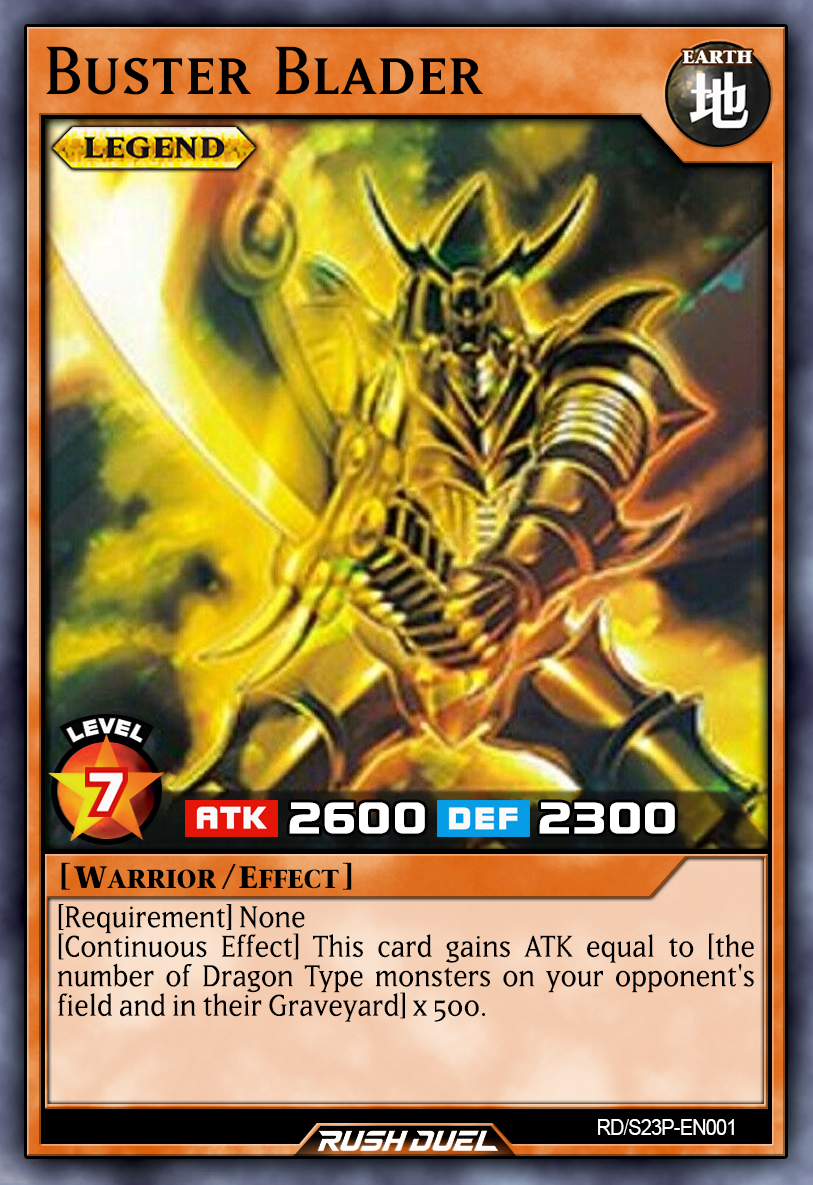 Buster Blader
EARTH
地
LEGEND
LEVEL
7
ATK 2600 DEF 2300
[Warrior/Effect]
[Requirement] None
[Continuous Effect] This card gains ATK equal to [the
number of Dragon Type monsters on your opponent's
field and in their Graveyard] x 500.
RUSH DUEL
RD/S23P-EN001